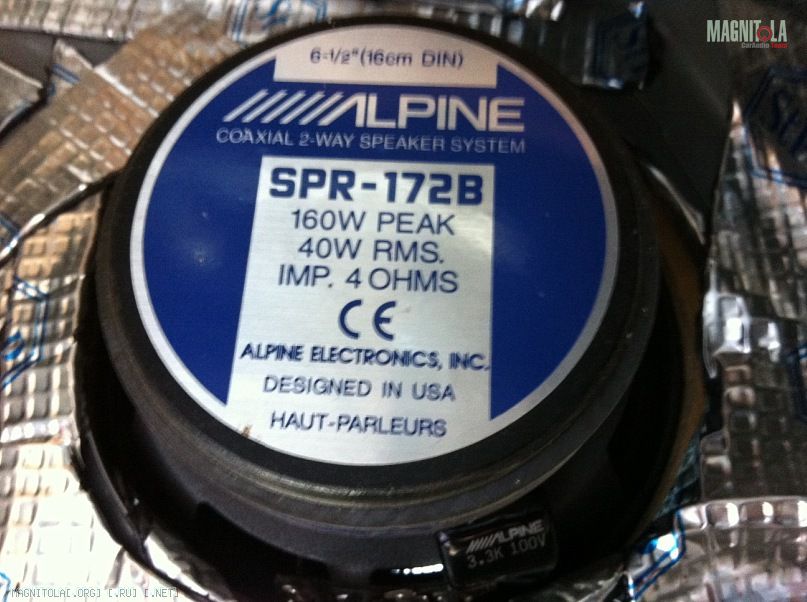 MAGNITOLA
CarAudio Team
6-1/2"(16cm DIN)
ALPINE
COAXIAL 2-WAY SPEAKER SYSTEM
SPR-172B
160W PEAK
40W RMS.
IMP. 4 OHMS
CE
ALPINE ELECTRONICS, INC.
DESIGNED IN USA
HAUT-PARLEURS
ALPINE
3.3K 100V
MAGNITOLA[.ORG] [.RU] [.NET]